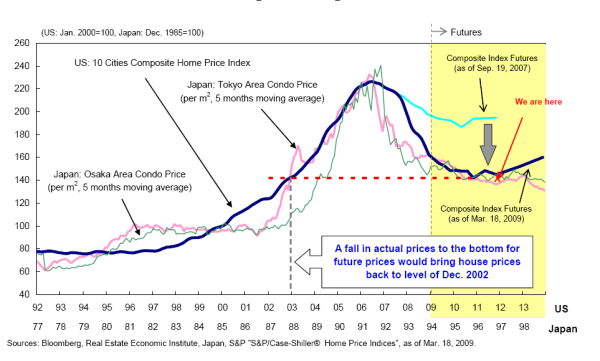 (US: Jan. 2000=100, Japan: Dec. 1985=100)
Futures
260
240
220
200
180
160
140
120
100
80
60
40
US: 10 Cities Composite Home Price Index
Japan: Tokyo Area Condo Price
(per m², 5 months moving average)
Japan: Osaka Area Condo Price
(per m², 5 months moving average)
Composite Index Futures
(as of Sep. 19, 2007)
We are here
Composite Index Futures
(as of Mar. 18, 2009)
A fall in actual prices to the bottom for
future prices would bring house prices
back to level of Dec. 2002
92 93 94 95 96 97 98 99 00 01 02 03 04 05 06 07 08 09 10 11 12 13 US
77 78 79 80 81 82 83 84 85 86 87 88 89 90 91 92 93 94 95 96 97 98 Japan
Sources: Bloomberg, Real Estate Economic Institute, Japan, S&P "S&P/Case-Shiller® Home Price Indices", as of Mar. 18, 2009.